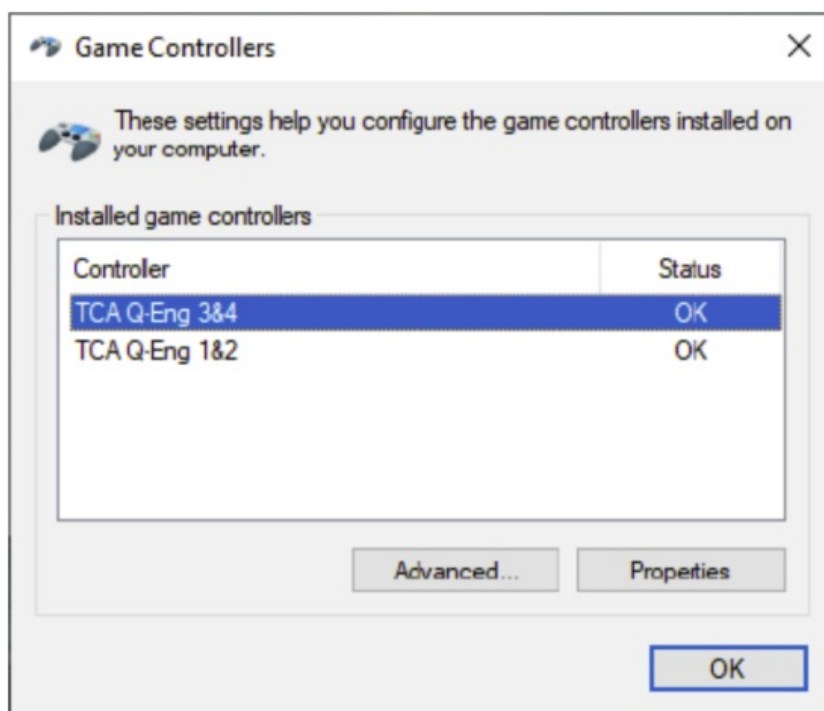 Game Controllers
These settings help you configure the game controllers installed on
your computer.
Installed game controllers
Controller Status
TCA Q-Eng 3&4 OK
TCA Q-Eng 1&2 OK
Advanced... Properties
OK